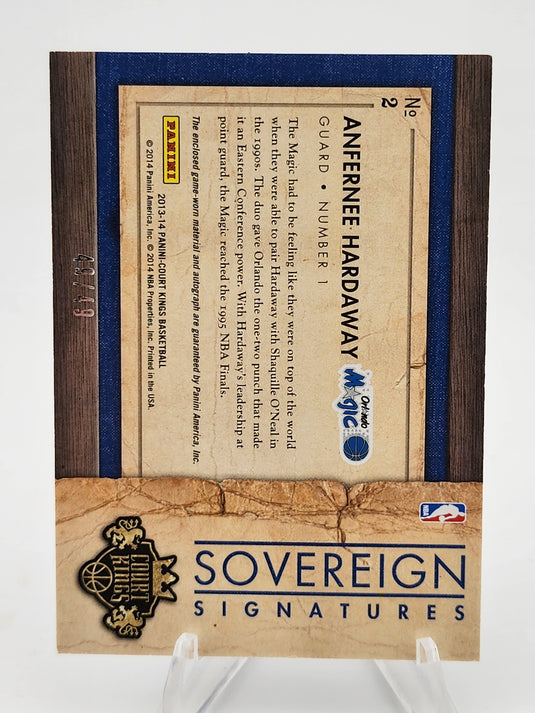 No
2
ANFERNEE HARDAWAY
GUARD • NUMBER 1
Orlando
Magic
The Magic had to be feeling like they were on top of the world
when they were able to pair Hardaway with Shaquille O'Neal in
the 1990s. The duo gave Orlando the one-two punch that made
it an Eastern Conference power. With Hardaway's leadership at
point guard, the Magic reached the 1995 NBA Finals.
The enclosed game-worn material and autograph are guaranteed by Panini America, Inc.
PANINI
2013-14 PANINI-COURT KINGS BASKETBALL
© 2014 Panini America, Inc. © 2014 NBA Properties, Inc. Printed in the USA.
49/49
NBA
SOVEREIGN
SIGNATURES
COURT
KINGS